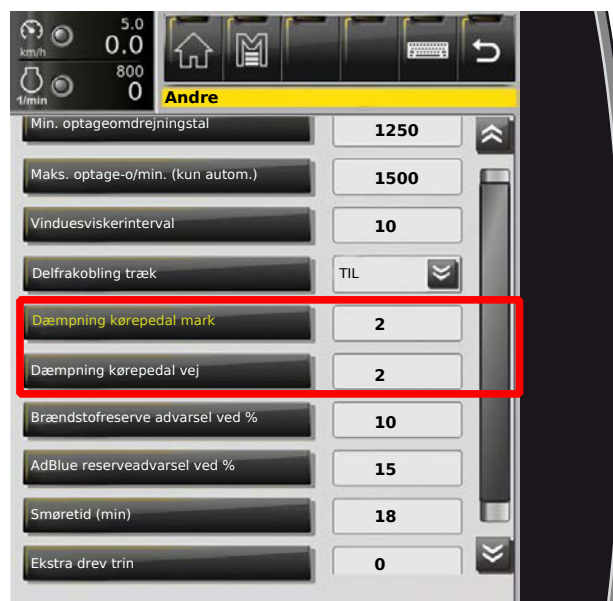 5.0
km/h 0.0
800
1/min 0
Andre
Min. optageomdrejningstal 1250
Maks. optage-o/min. (kun autom.) 1500
Vinduesviskerinterval 10
Delfrakobling træk TIL
Dæmpning kørepedal mark 2
Dæmpning kørepedal vej 2
Brændstofreserve advarsel ved % 10
AdBlue reserveadvarsel ved % 15
Smøretid (min) 18
Ekstra drev trin 0